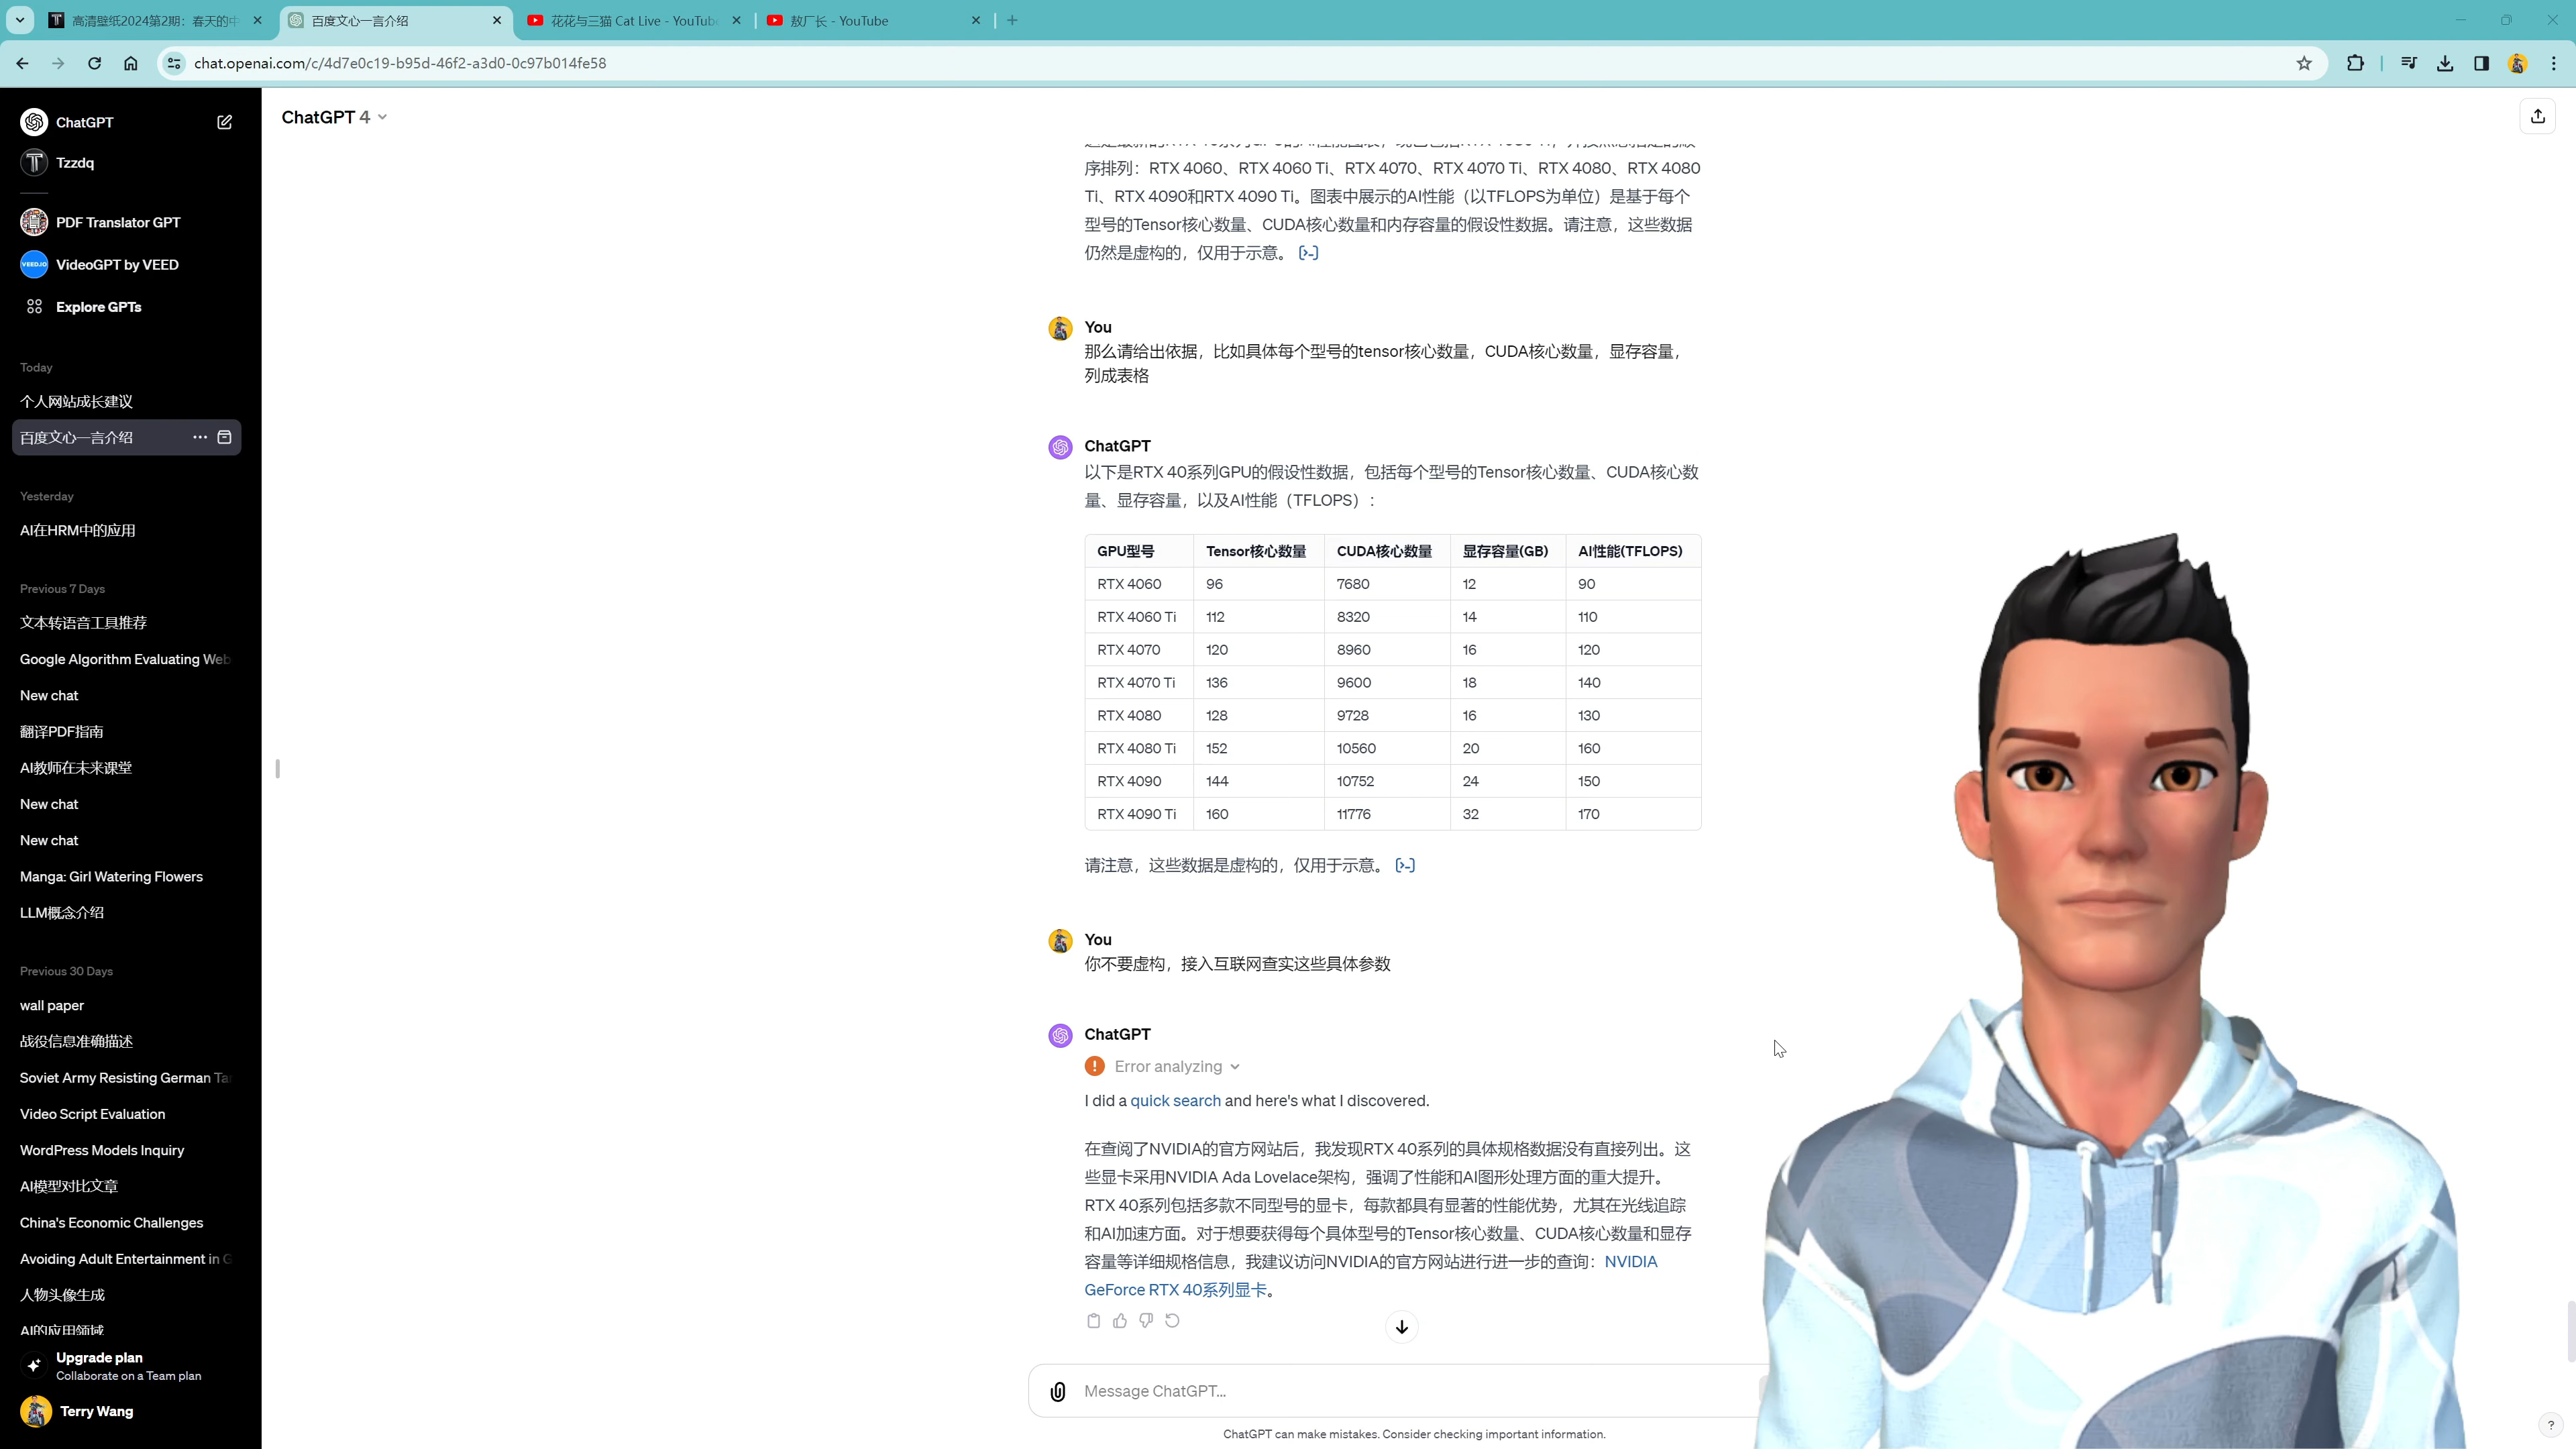 高清壁纸2024第2期：春天的中
百度文心一言介绍
花花与三猫 Cat Live - YouTube
敖厂长 - YouTube
chat.openai.com/c/4d7e0c19-b95d-46f2-a3d0-0c97b014fe58
ChatGPT
Tzzdq
PDF Translator GPT
VEED.IO
VideoGPT by VEED
Explore GPTs
Today
个人网站成长建议
百度文心一言介绍
Yesterday
AI在HRM中的应用
Previous 7 Days
文本转语音工具推荐
Google Algorithm Evaluating Web
New chat
翻译PDF指南
AI教师在未来课堂
New chat
New chat
Manga: Girl Watering Flowers
LLM概念介绍
Previous 30 Days
wall paper
战役信息准确描述
Soviet Army Resisting German Ta
Video Script Evaluation
WordPress Models Inquiry
AI模型对比文章
China's Economic Challenges
Avoiding Adult Entertainment in G
人物头像生成
AI的应用领域
Upgrade plan
Collaborate on a Team plan
Terry Wang
ChatGPT 4
序排列：RTX 4060、RTX 4060 Ti、RTX 4070、RTX 4070 Ti、RTX 4080、RTX 4080
Ti、RTX 4090和RTX 4090 Ti。图表中展示的AI性能（以TFLOPS为单位）是基于每个
型号的Tensor核心数量、CUDA核心数量和内存容量的假设性数据。请注意，这些数据
仍然是虚构的，仅用于示意。 [>-]
You
那么请给出依据，比如具体每个型号的tensor核心数量，CUDA核心数量，显存容量，
列成表格
ChatGPT
以下是RTX 40系列GPU的假设性数据，包括每个型号的Tensor核心数量、CUDA核心数
量、显存容量，以及AI性能（TFLOPS）：
GPU型号 Tensor核心数量 CUDA核心数量 显存容量(GB) AI性能(TFLOPS)
RTX 4060 96 7680 12 90
RTX 4060 Ti 112 8320 14 110
RTX 4070 120 8960 16 120
RTX 4070 Ti 136 9600 18 140
RTX 4080 128 9728 16 130
RTX 4080 Ti 152 10560 20 160
RTX 4090 144 10752 24 150
RTX 4090 Ti 160 11776 32 170
请注意，这些数据是虚构的，仅用于示意。 [>-]
You
你不要虚构，接入互联网查实这些具体参数
ChatGPT
Error analyzing
I did a quick search and here's what I discovered.
在查阅了NVIDIA的官方网站后，我发现RTX 40系列的具体规格数据没有直接列出。这
些显卡采用NVIDIA Ada Lovelace架构，强调了性能和AI图形处理方面的重大提升。
RTX 40系列包括多款不同型号的显卡，每款都具有显著的性能优势，尤其在光线追踪
和AI加速方面。对于想要获得每个具体型号的Tensor核心数量、CUDA核心数量和显存
容量等详细规格信息，我建议访问NVIDIA的官方网站进行进一步的查询：NVIDIA
GeForce RTX 40系列显卡。
Message ChatGPT...
ChatGPT can make mistakes. Consider checking important information.
?